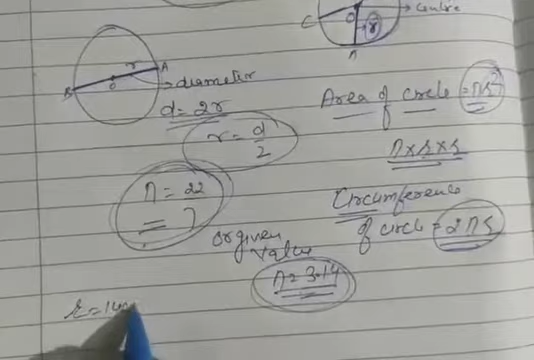 centre
C
O
r
A
r
A
O
B
diameter
d = 2r
r = d/2
Area of circle = πr²
π×r×r
π = 22/7
Circumference
of circle = 2πr
or given
value
π = 3.14